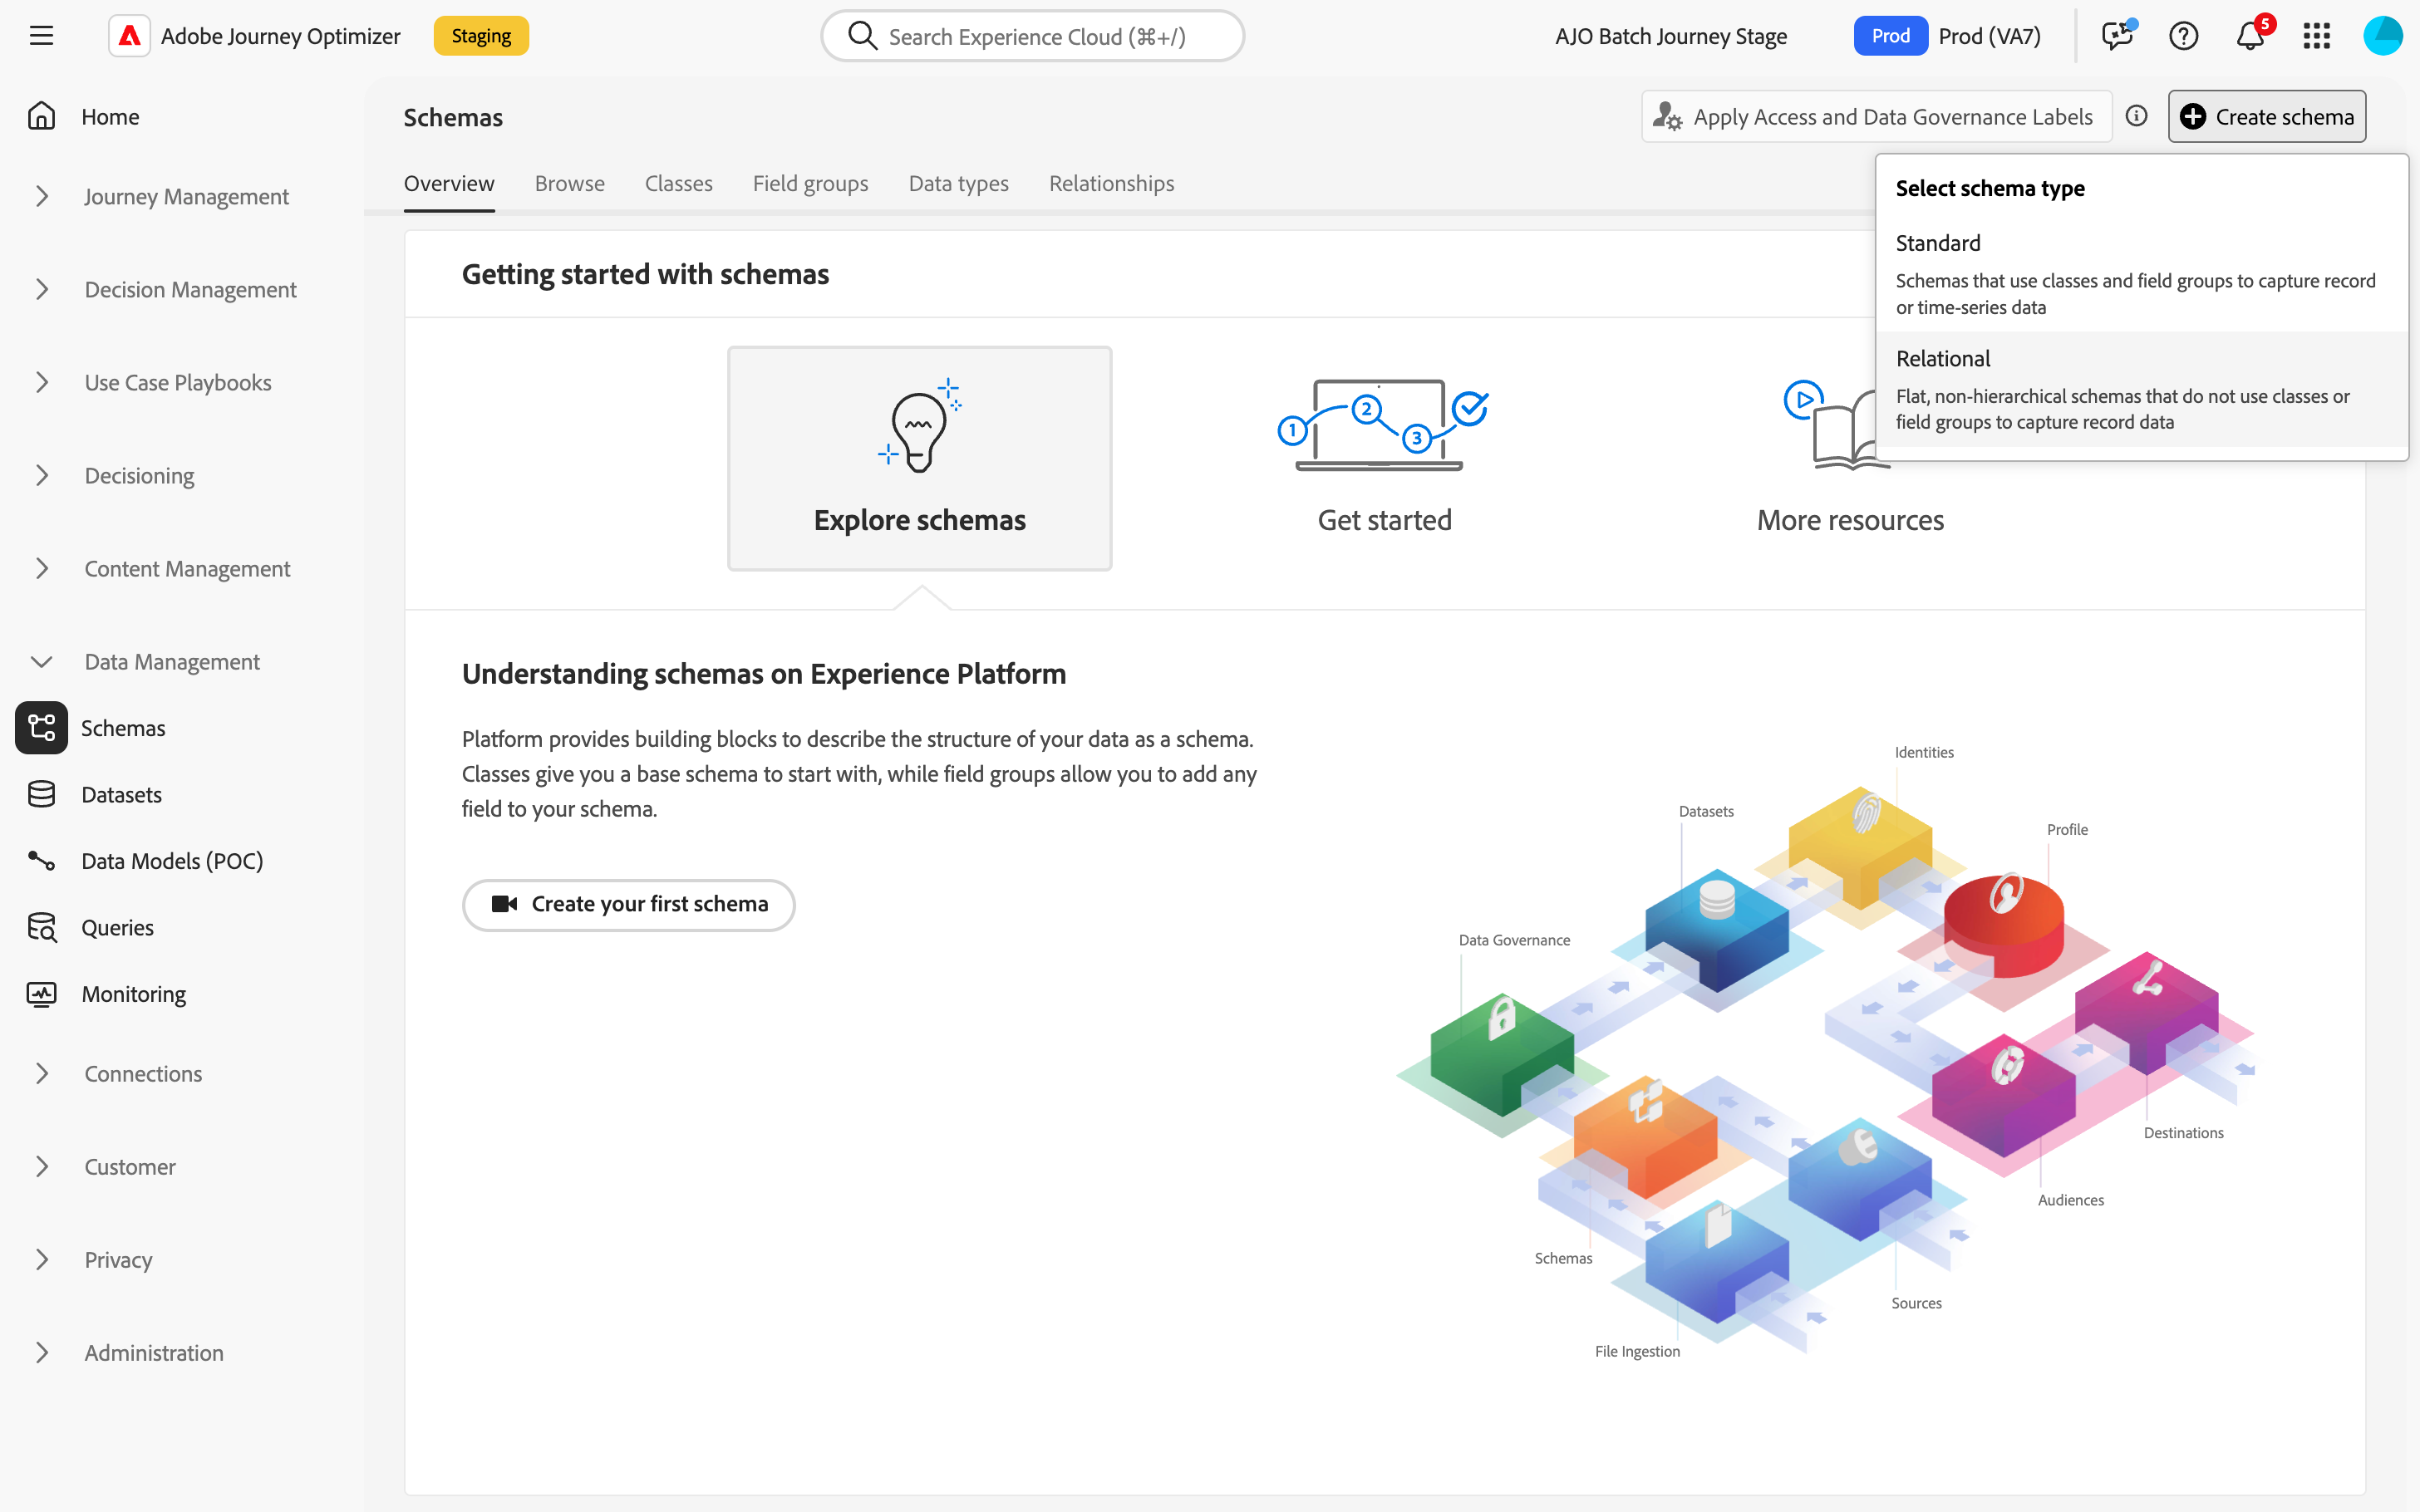 Adobe Journey Optimizer
Staging
Search Experience Cloud (⌘+/)
AJO Batch Journey Stage
Prod
Prod (VA7)
5
Home
Journey Management
Decision Management
Use Case Playbooks
Decisioning
Content Management
Data Management
Schemas
Datasets
Data Models (POC)
Queries
Monitoring
Connections
Customer
Privacy
Administration
Schemas
Apply Access and Data Governance Labels
Create schema
Overview
Browse
Classes
Field groups
Data types
Relationships
Select schema type
Standard
Schemas that use classes and field groups to capture record
or time-series data
Relational
Flat, non-hierarchical schemas that do not use classes or
field groups to capture record data
Getting started with schemas
1
2
3
Explore schemas
Get started
More resources
Understanding schemas on Experience Platform
Platform provides building blocks to describe the structure of your data as a schema.
Classes give you a base schema to start with, while field groups allow you to add any
field to your schema.
Create your first schema
Identities
Datasets
Profile
Data Governance
Destinations
Audiences
Schemas
Sources
File Ingestion